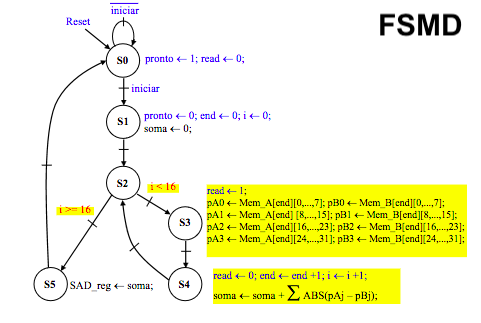 iniciar
FSMD
Reset
S0
pronto ← 1; read ← 0;
iniciar
S1
pronto ← 0; end ← 0; i ← 0;
soma ← 0;
S2
i < 16
i >= 16
read ← 1;
pA0 ← Mem_A[end][0,...,7]; pB0 ← Mem_B[end][0,...,7];
pA1 ← Mem_A[end] [8,...,15]; pB1 ← Mem_B[end][8,...,15];
pA2 ← Mem_A[end][16,...,23]; pB2 ← Mem_B[end][16,...,23];
pA3 ← Mem_A[end][24,...,31]; pB3 ← Mem_B[end][24,...,31];
S3
S5
SAD_reg ← soma;
S4
read ← 0; end ← end +1; i ← i +1;
soma ← soma + ∑ ABS(pAj – pBj);